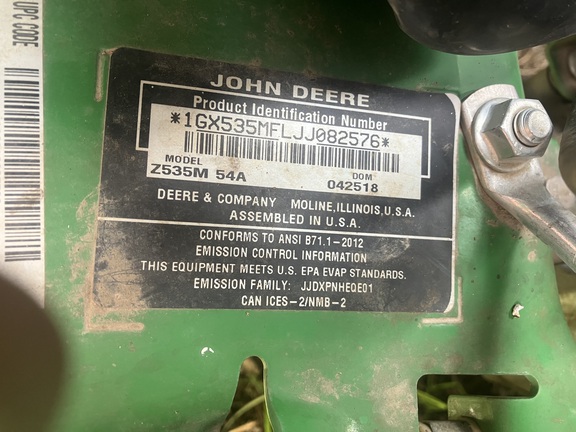 UPC CODE
JOHN DEERE
Product Identification Number
*1GX535MFLJJ082576*
MODEL DOM
Z535M 54A 042518
DEERE & COMPANY MOLINE,ILLINOIS,U.S.A.
ASSEMBLED IN U.S.A.
CONFORMS TO ANSI B71.1-2012
EMISSION CONTROL INFORMATION
THIS EQUIPMENT MEETS U.S. EPA EVAP STANDARDS.
EMISSION FAMILY: JJDXPNHEQE01
CAN ICES-2/NMB-2